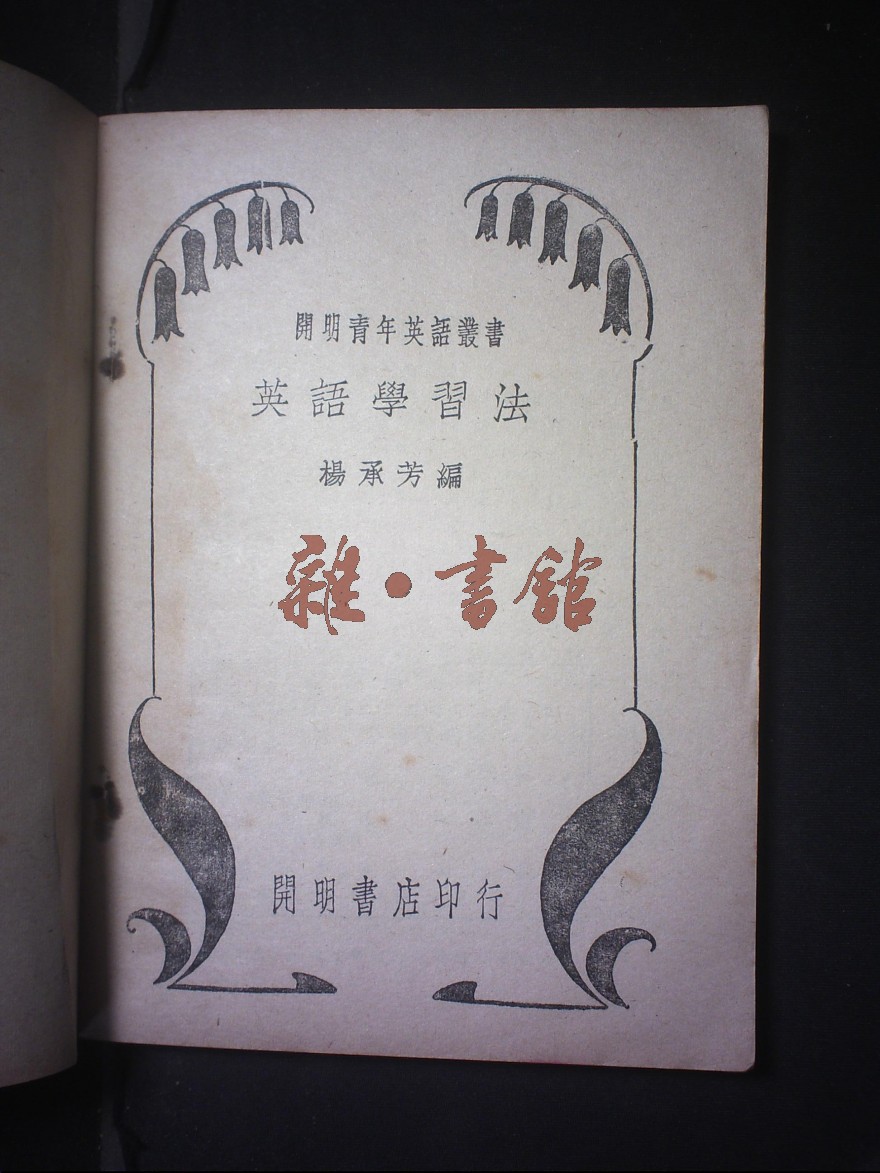 開明青年英語叢書
英語學習法
楊承芳編
雜·書館
開明書店印行